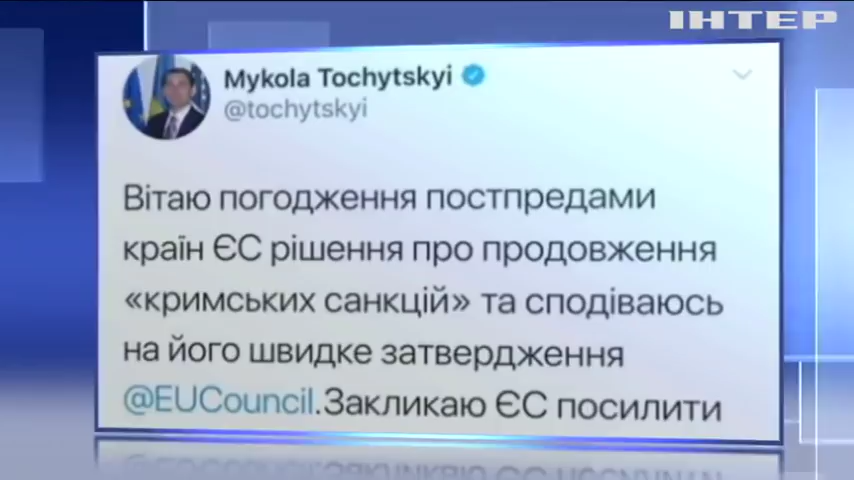 ІНТЕР
Mykola Tochytskyi
@tochytskyi
Вітаю погодження постпредами
країн ЄС рішення про продовження
«кримських санкцій» та сподіваюсь
на його швидке затвердження
@EUCouncil.Закликаю ЄС посилити